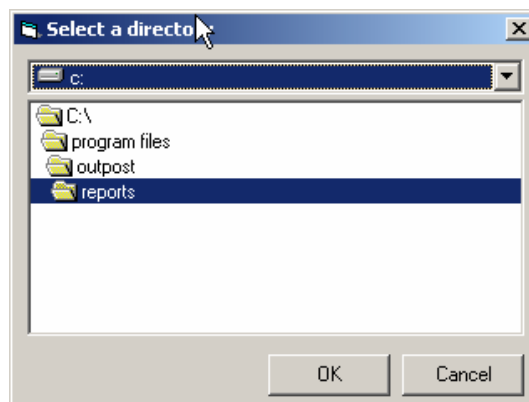 Select a directo
c:
C:\
program files
outpost
reports
OK
Cancel